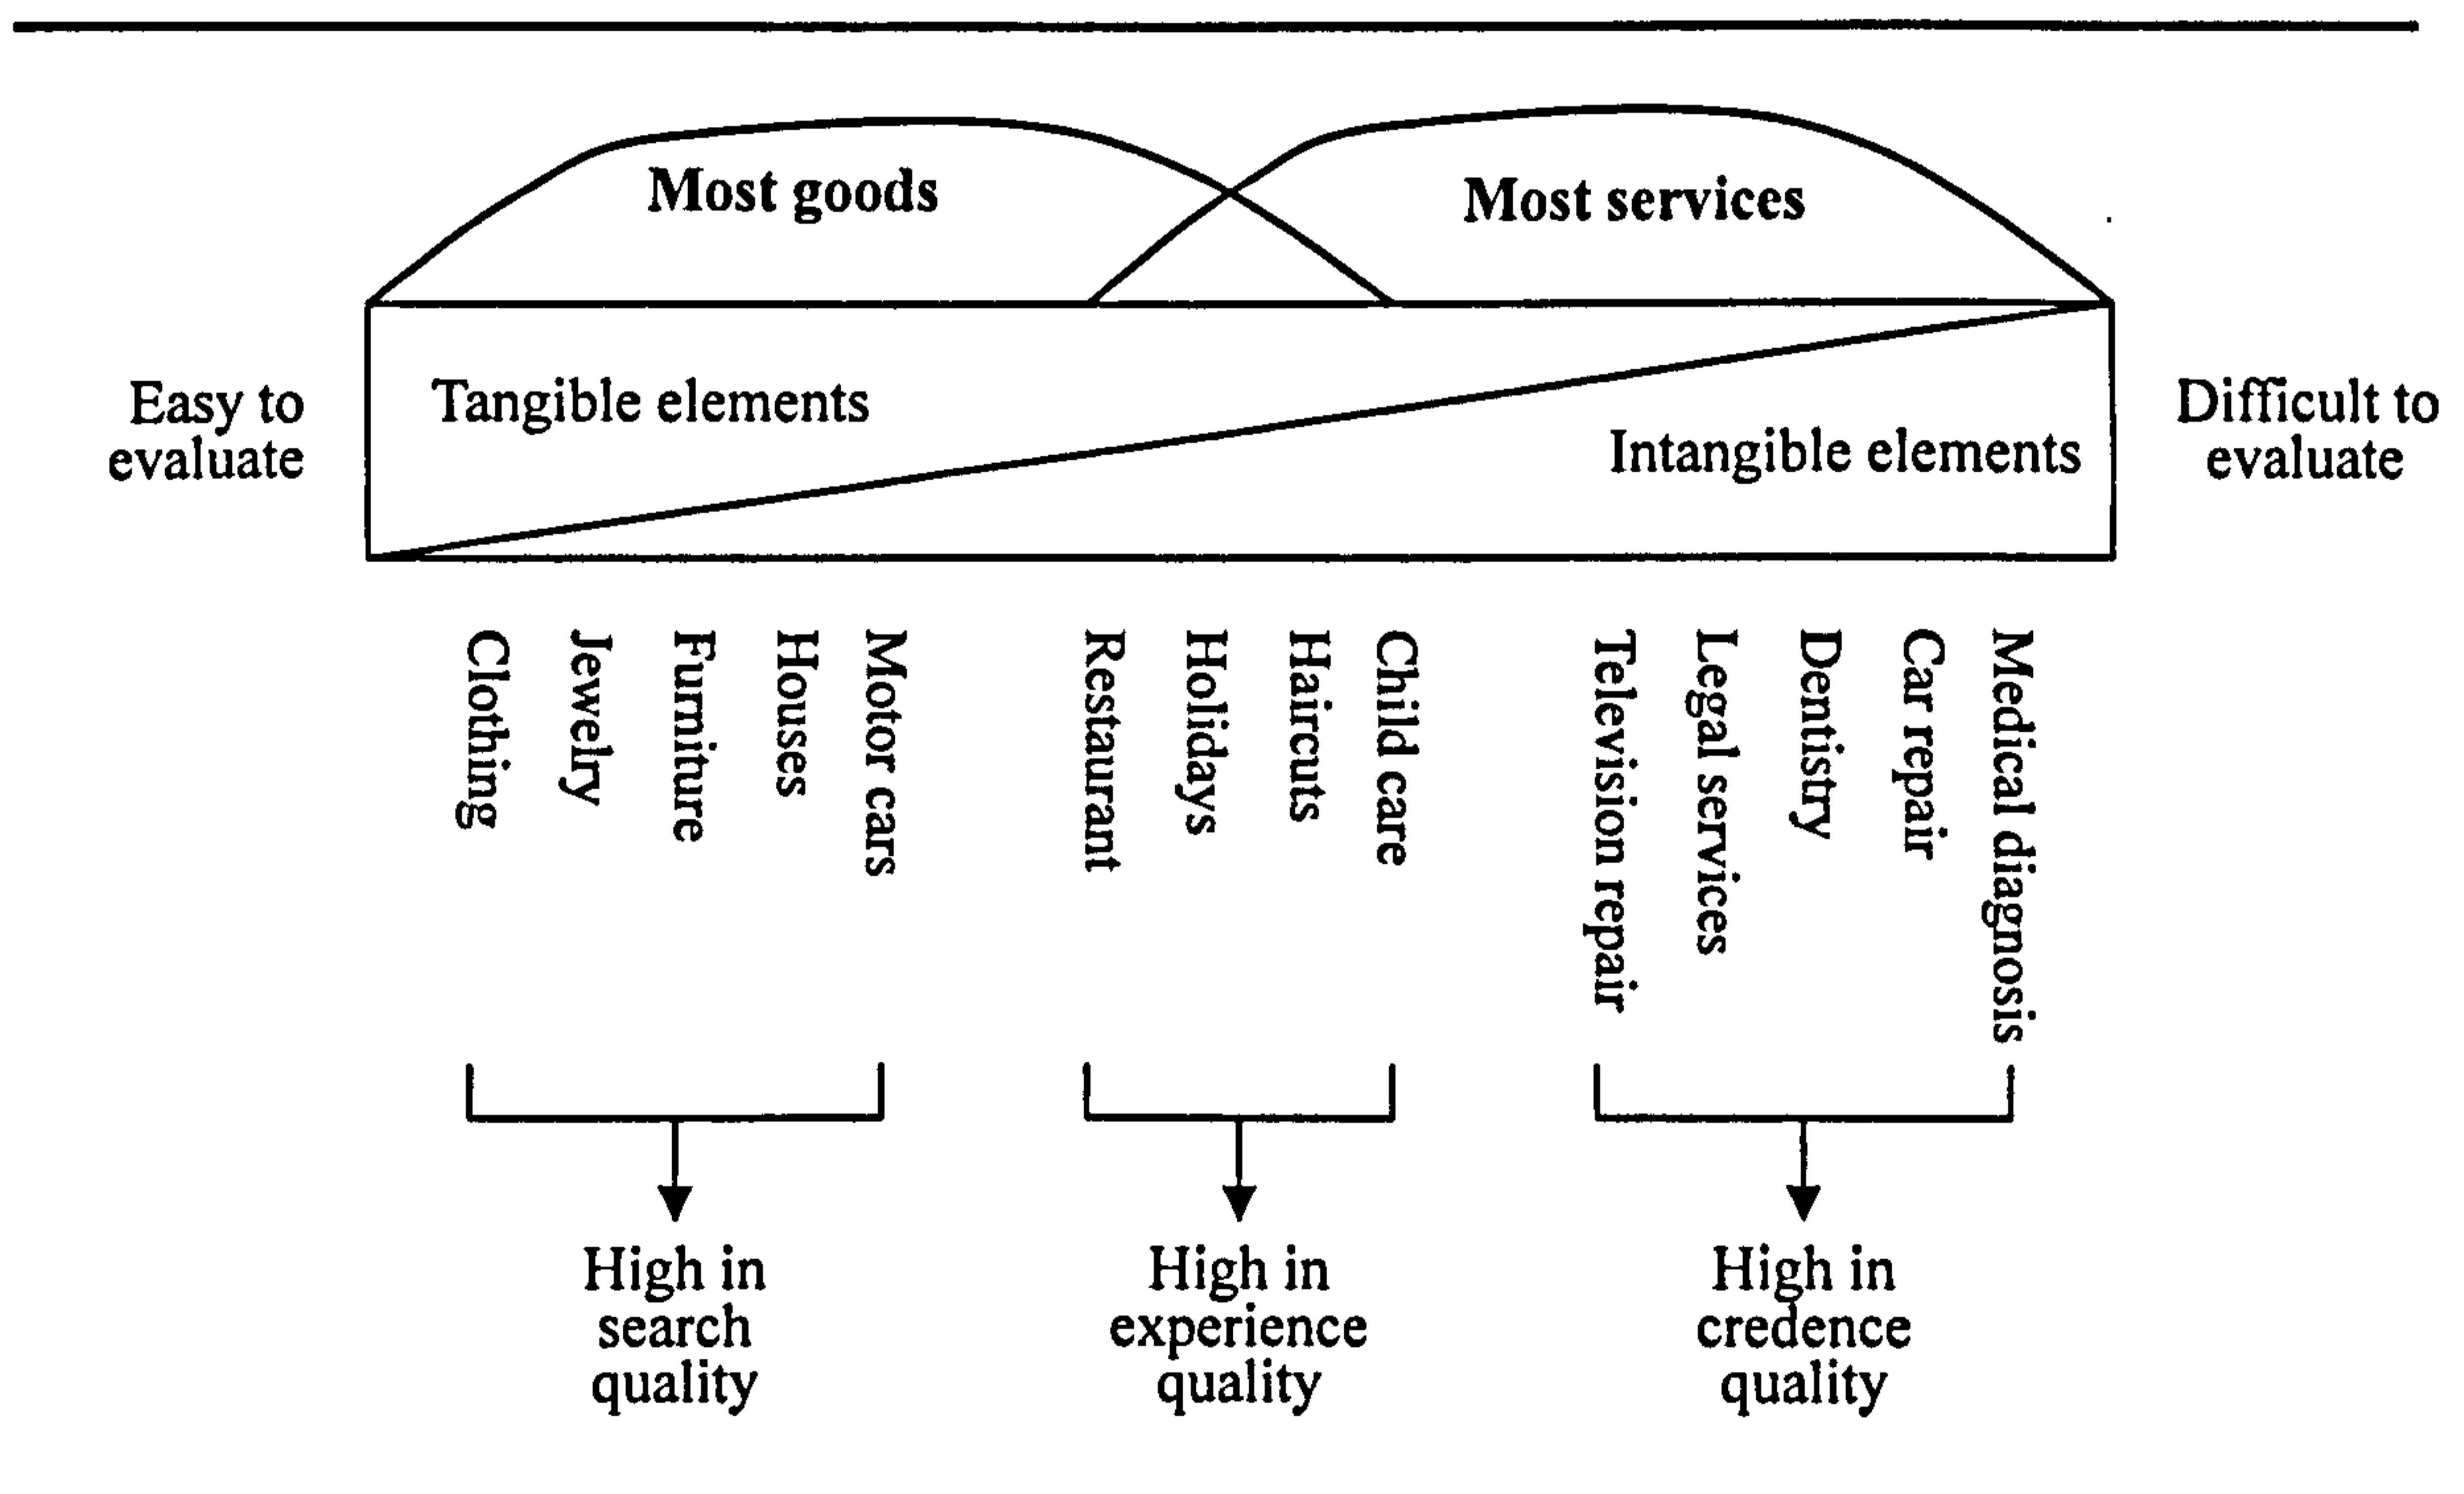 Most goods
Most services
Easy to
evaluate
Tangible elements
Intangible elements
Difficult to
evaluate
Clothing
Jewelry
Furniture
Houses
Motor cars
Restaurant
Holidays
Haircuts
Child care
Television repair
Legal services
Dentistry
Car repair
Medical diagnosis
High in
search
quality
High in
experience
quality
High in
credence
quality